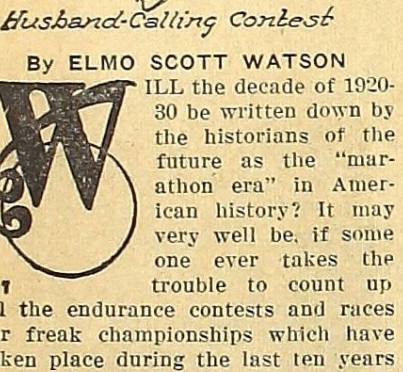 Husband-Calling Contest
By ELMO SCOTT WATSON
WILL the decade of 1920-
30 be written down by
the historians of the
future as the "mar-
athon era" in Amer-
ican history? It may
very well be, if some
one ever takes the
trouble to count up
the endurance contests and races
freak championships which have
place during the last ten years